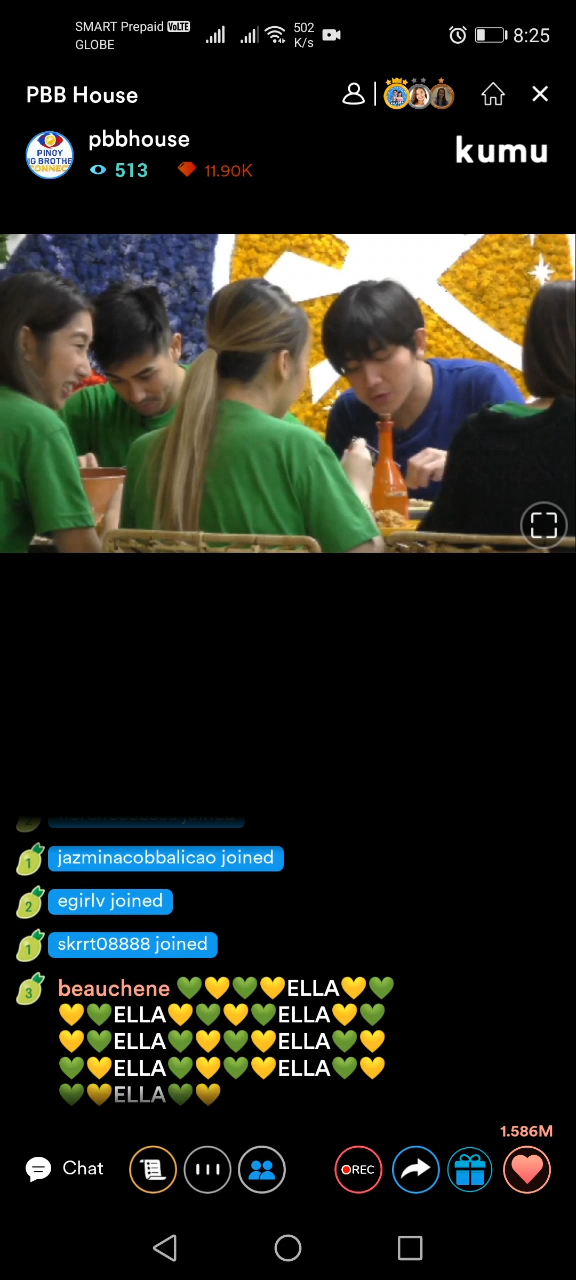 SMART Prepaid VoLTE
GLOBE
502
K/s
8:25
PBB House
pbbhouse
513
11.90K
kumu
PINOY
jazminacobbalicao joined
egirlv joined
skrrt08888 joined
beauchene 💚💛💚💛ELLA💛💚
💛💚ELLA💛💚💛💚ELLA💛💚
💛💚ELLA💚💛💚💛ELLA💚💛
💚💛ELLA💚💛💚💛ELLA💚💛
💚💛ELLA💚💛
1.586M
Chat
REC